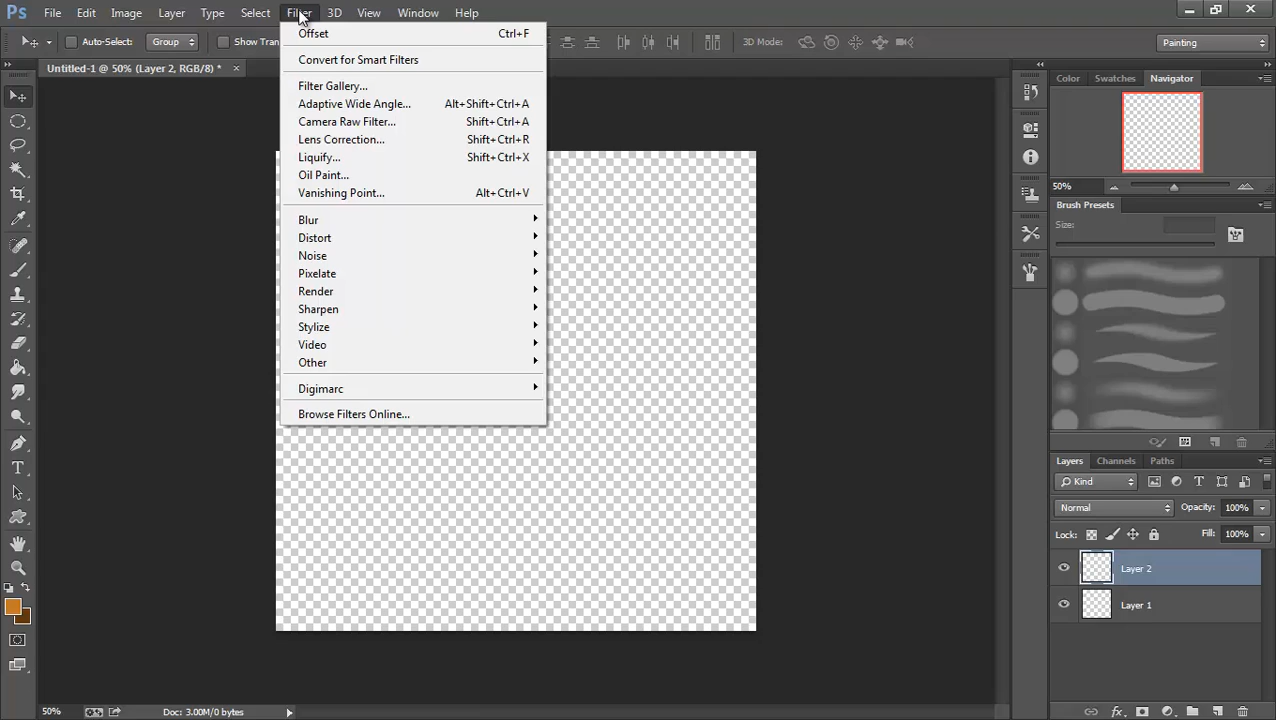 Ps File Edit Image Layer Type Select Filter 3D View Window Help
Auto-Select: Group Show Tran 3D Mode: Painting
Untitled-1 @ 50% (Layer 2, RGB/8) * ×
Offset Ctrl+F
Convert for Smart Filters
Filter Gallery...
Adaptive Wide Angle... Alt+Shift+Ctrl+A
Camera Raw Filter... Shift+Ctrl+A
Lens Correction... Shift+Ctrl+R
Liquify... Shift+Ctrl+X
Oil Paint...
Vanishing Point... Alt+Ctrl+V
Blur
Distort
Noise
Pixelate
Render
Sharpen
Stylize
Video
Other
Digimarc
Browse Filters Online...
Color Swatches Navigator
50%
Brush Presets
Size:
Layers Channels Paths
Kind
Normal Opacity: 100%
Lock: Fill: 100%
Layer 2
Layer 1
50% Doc: 3.00M/0 bytes